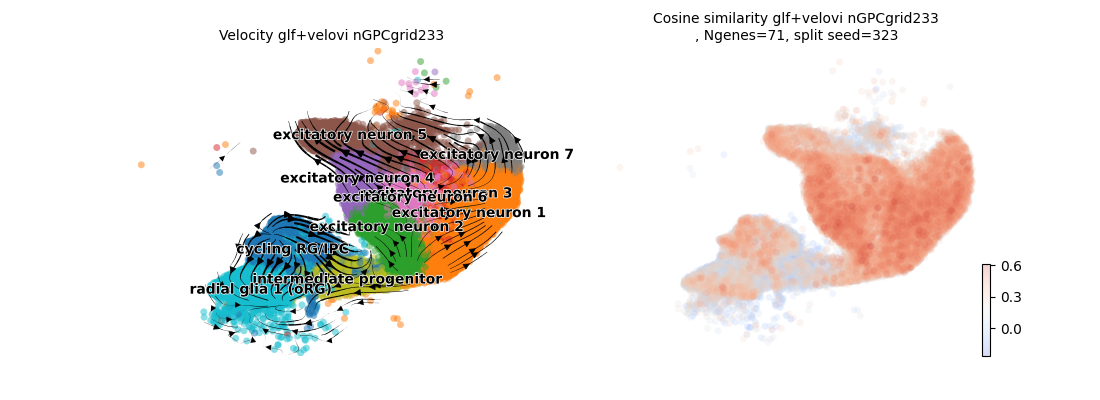 Velocity glf+velovi nGPCgrid233
Cosine similarity glf+velovi nGPCgrid233
, Ngenes=71, split seed=323
excitatory neuron 5
excitatory neuron 7
excitatory neuron 4
excitatory neuron 3
excitatory neuron 6
excitatory neuron 1
excitatory neuron 2
cycling RG/IPC
intermediate progenitor
radial glia 1 (oRG)
0.6
0.3
0.0